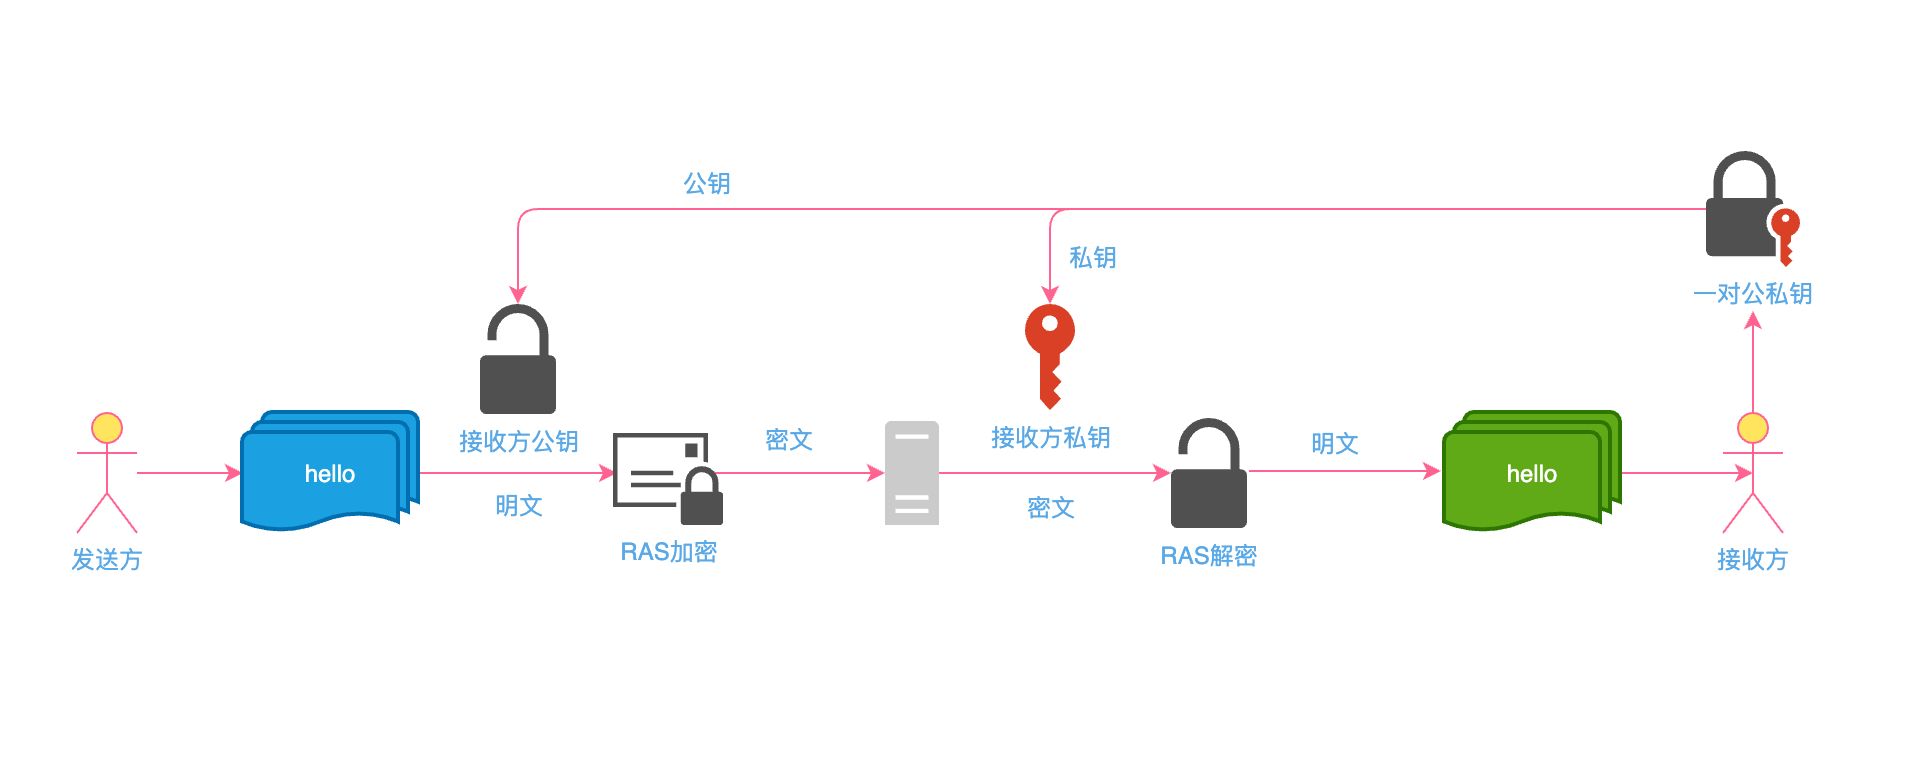 公钥
私钥
一对公私钥
接收方公钥
接收方私钥
hello
明文
密文
密文
明文
hello
RAS加密
RAS解密
发送方
接收方